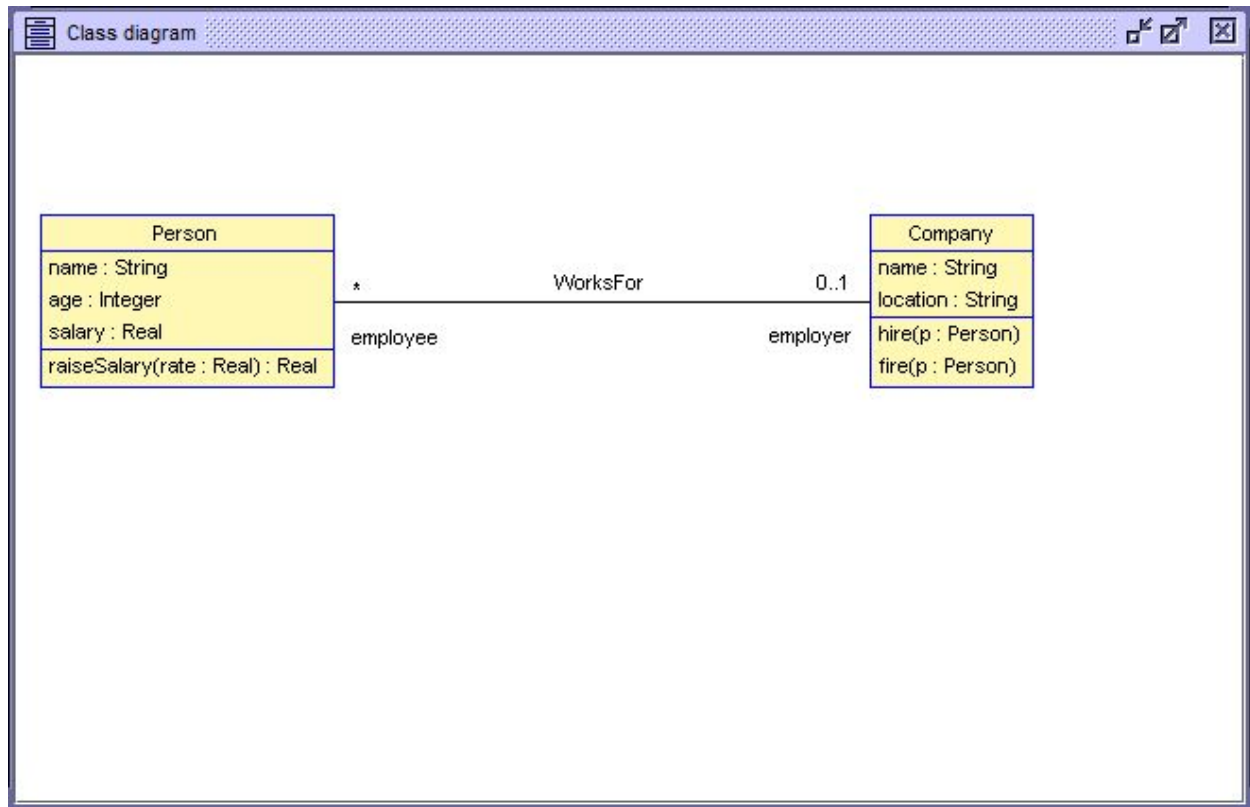 Class diagram
Person
name : String
age : Integer
salary : Real
raiseSalary(rate : Real) : Real
* WorksFor 0..1
employee employer
Company
name : String
location : String
hire(p : Person)
fire(p : Person)